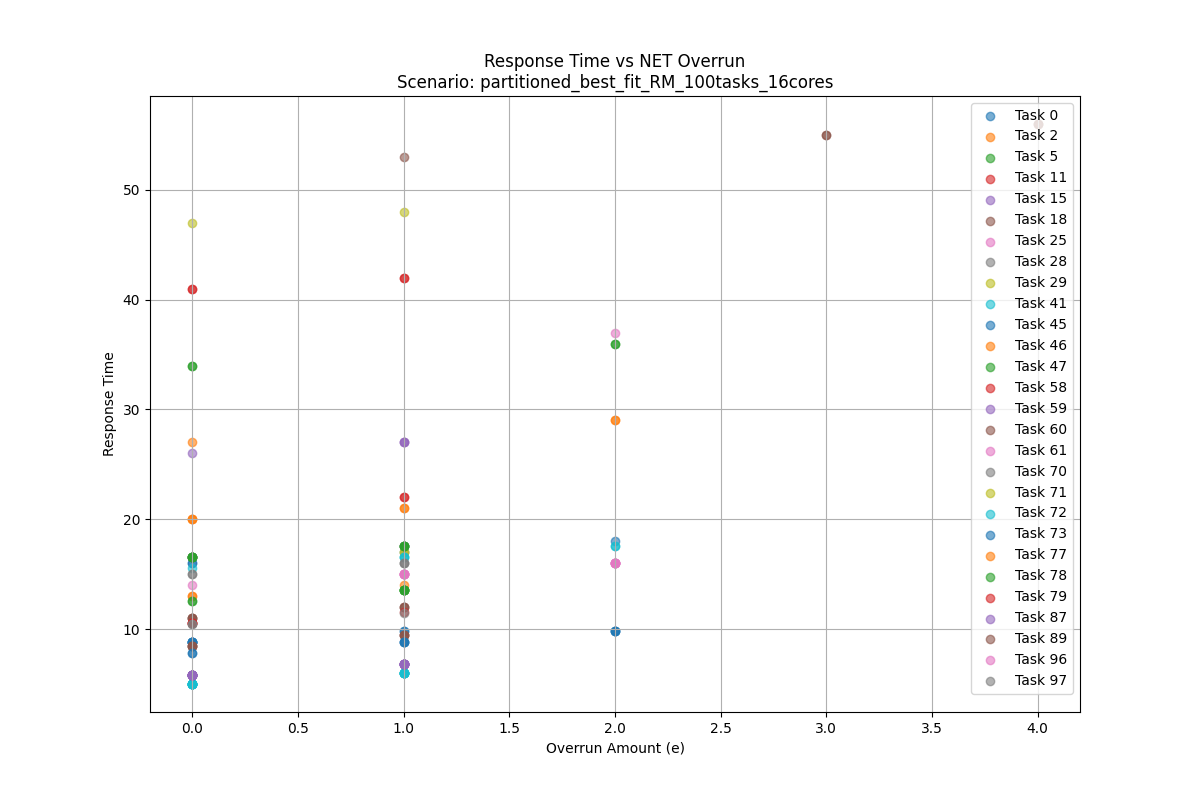 Response Time vs NET Overrun
Scenario: partitioned_best_fit_RM_100tasks_16cores
Response Time
50
40
30
20
10
0.0
0.5
1.0
1.5
2.0
2.5
3.0
3.5
4.0
Overrun Amount (e)
Task 0
Task 2
Task 5
Task 11
Task 15
Task 18
Task 25
Task 28
Task 29
Task 41
Task 45
Task 46
Task 47
Task 58
Task 59
Task 60
Task 61
Task 70
Task 71
Task 72
Task 73
Task 77
Task 78
Task 79
Task 87
Task 89
Task 96
Task 97